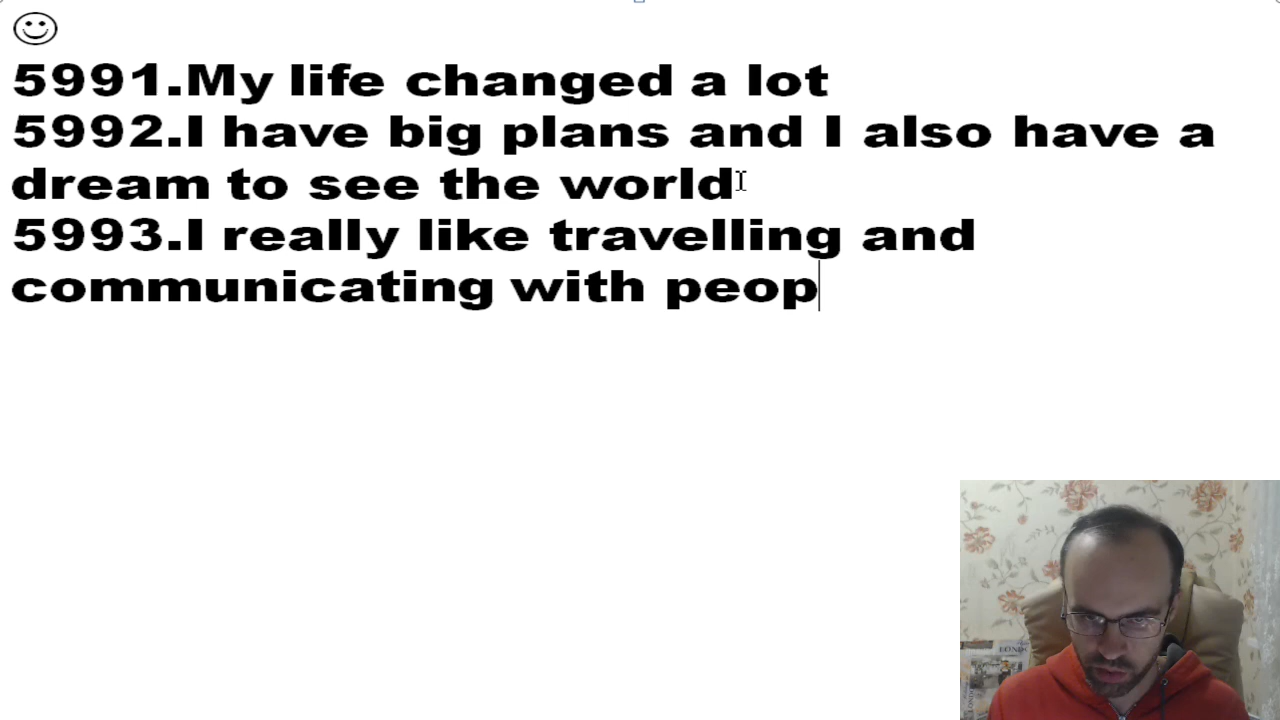 5991.My life changed a lot
5992.I have big plans and I also have a
dream to see the world
5993.I really like travelling and
communicating with peop